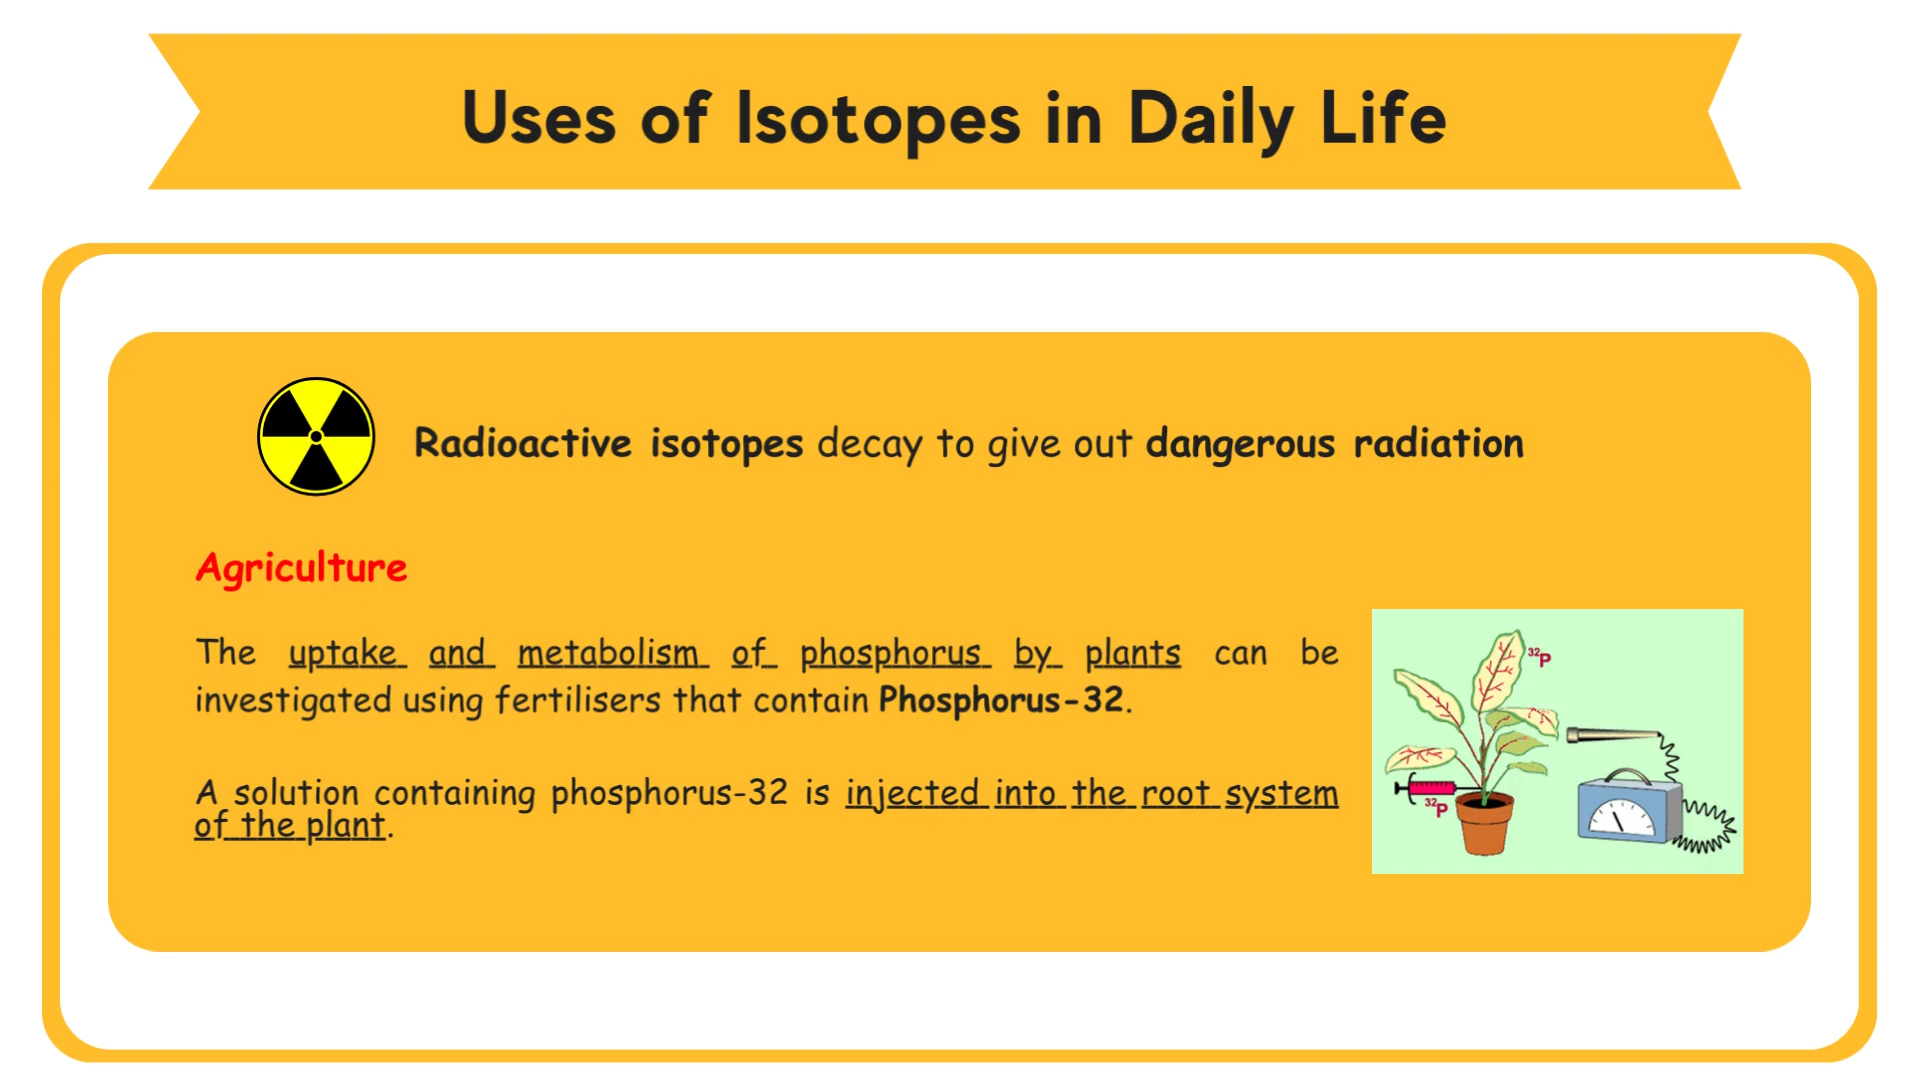 Uses of Isotopes in Daily Life
Radioactive isotopes decay to give out dangerous radiation
Agriculture
The uptake and metabolism of phosphorus by plants can be
investigated using fertilisers that contain Phosphorus-32.
A solution containing phosphorus-32 is injected into the root system
of the plant.
³²P
³²P